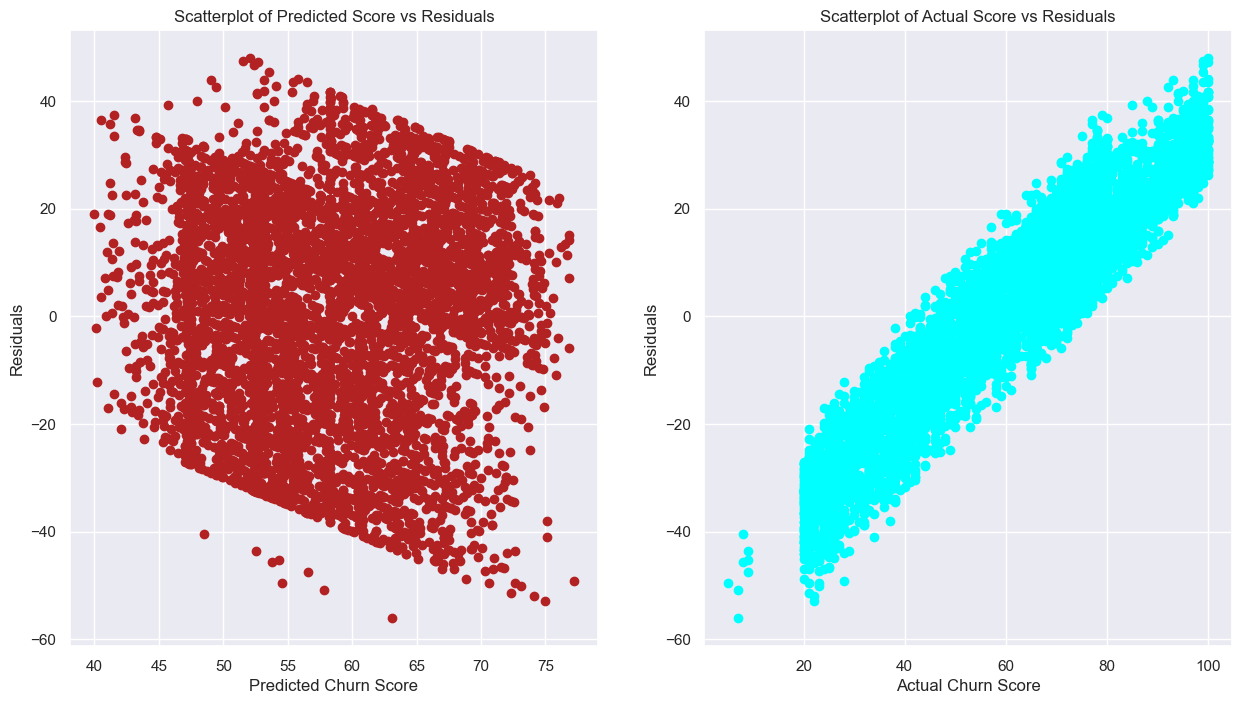 Scatterplot of Predicted Score vs Residuals
Residuals
40
20
0
−20
−40
−60
40 45 50 55 60 65 70 75
Predicted Churn Score
Scatterplot of Actual Score vs Residuals
Residuals
40
20
0
−20
−40
−60
20 40 60 80 100
Actual Churn Score